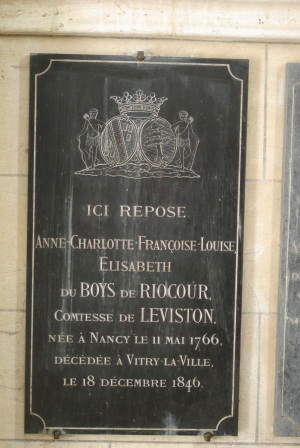 ICI REPOSE
ANNE-CHARLOTTE-FRANÇOISE-LOUISE
ELISABETH
DU BOYS DE RIOCOUR,
COMTESSE DE LEVISTON,
NÉE À NANCY LE 11 MAI 1766,
DÉCÉDÉE À VITRY-LA-VILLE,
LE 18 DÉCEMBRE 1846.